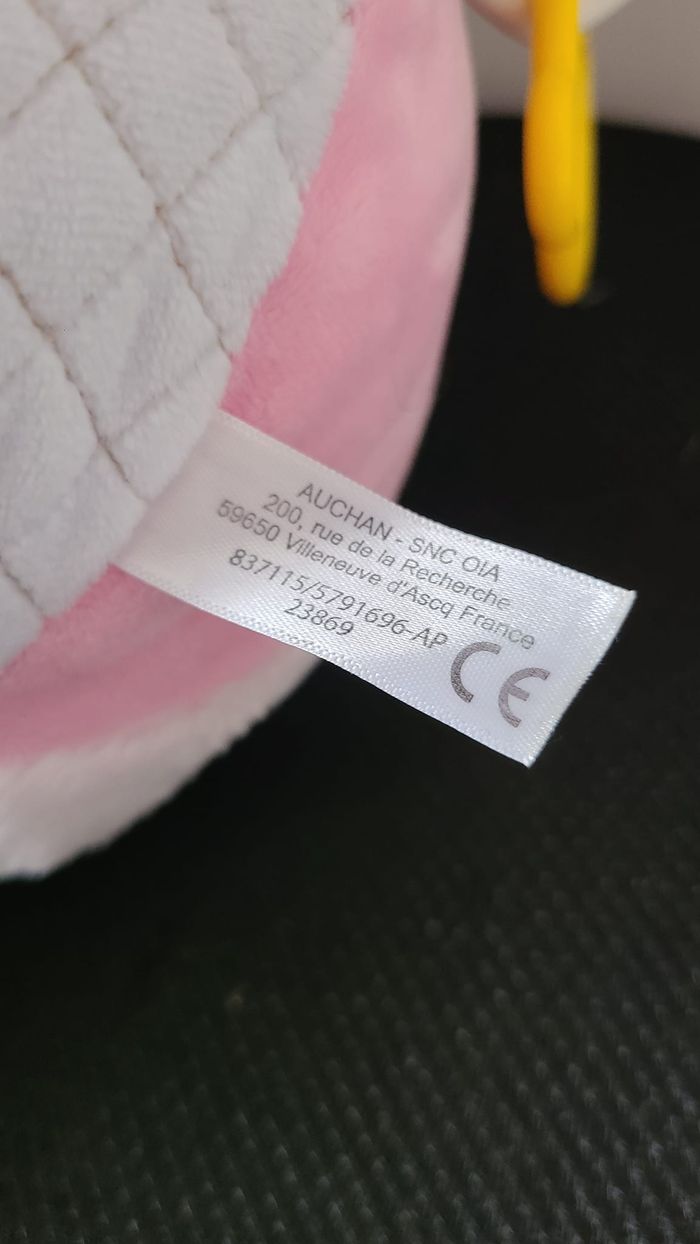 AUCHAN - SNC OIA
200, rue de la Recherche
59650 Villeneuve d'Ascq France
837115/5791696-AP
23869
CE